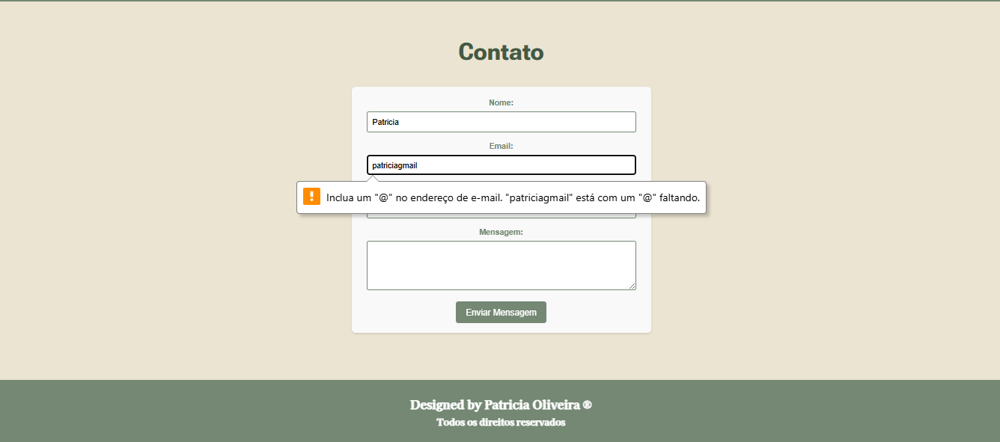 Contato
Nome:
Patricia
Email:
patriciagmail
Inclua um "@" no endereço de e-mail. "patriciagmail" está com um "@" faltando.
Mensagem:
Enviar Mensagem
Designed by Patricia Oliveira ®
Todos os direitos reservados